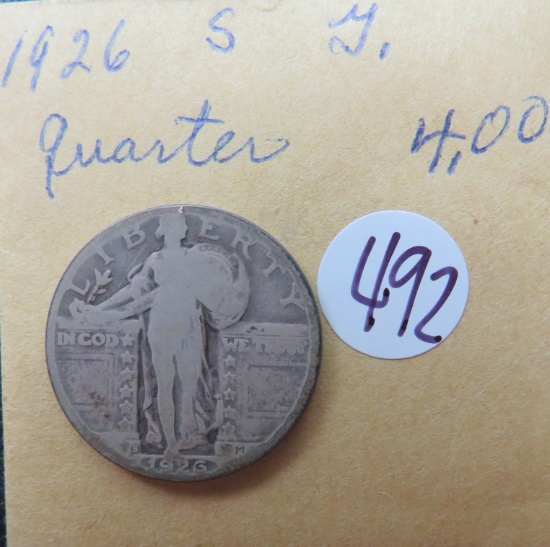 1926 S G.
quarter 4.00
492
LIBERTY
IN GOD WE TRUST
S M
1926